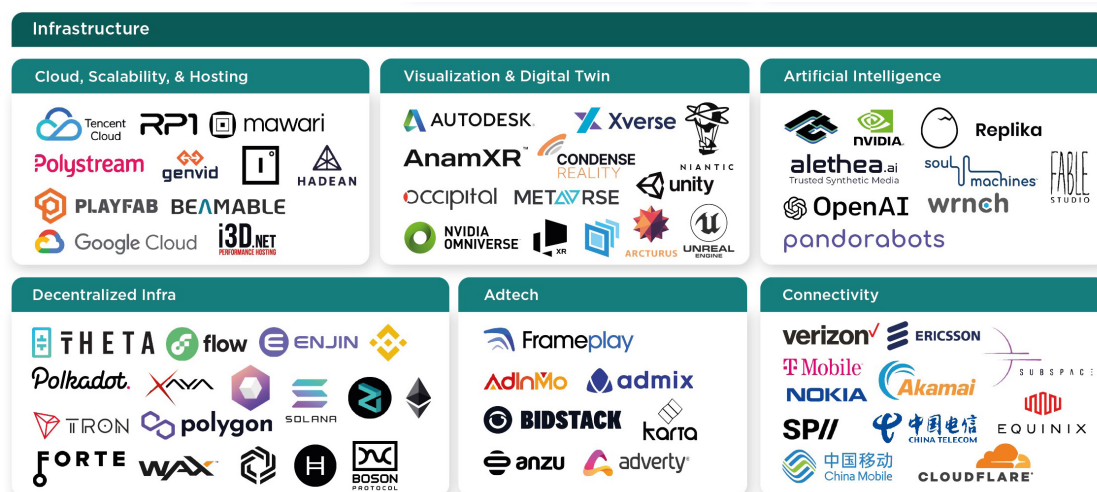 Infrastructure
Cloud, Scalability, & Hosting
Tencent
Cloud
RP1
mawari
Polystream
genvid
I
HADEAN
PLAYFAB
BEAMABLE
Google Cloud
i3D.NET
PERFORMANCE HOSTING
Visualization & Digital Twin
AUTODESK
Xverse
NIANTIC
AnamXR™
CONDENSE
REALITY
occipital
METAVRSE
unity
NVIDIA
OMNIVERSE
XR
ARCTURUS
UNREAL
ENGINE
Artificial Intelligence
NVIDIA
Replika
alethea.ai
Trusted Synthetic Media
soul
machines
FABLE
STUDIO
OpenAI
wrnch
pandorabots
Decentralized Infra
THETA
flow
ENJIN
Polkadot.
XAYA
SOLANA
TRON
polygon
FORTE
WAX
H
BOSON
PROTOCOL
Adtech
Frameplay
AdInMo
admix
BIDSTACK
karta
anzu
adverty
Connectivity
verizon✓
ERICSSON
T Mobile
SUBSPACE
NOKIA
Akamai
SP//
中国电信
CHINA TELECOM
EQUINIX
中国移动
China Mobile
CLOUDFLARE